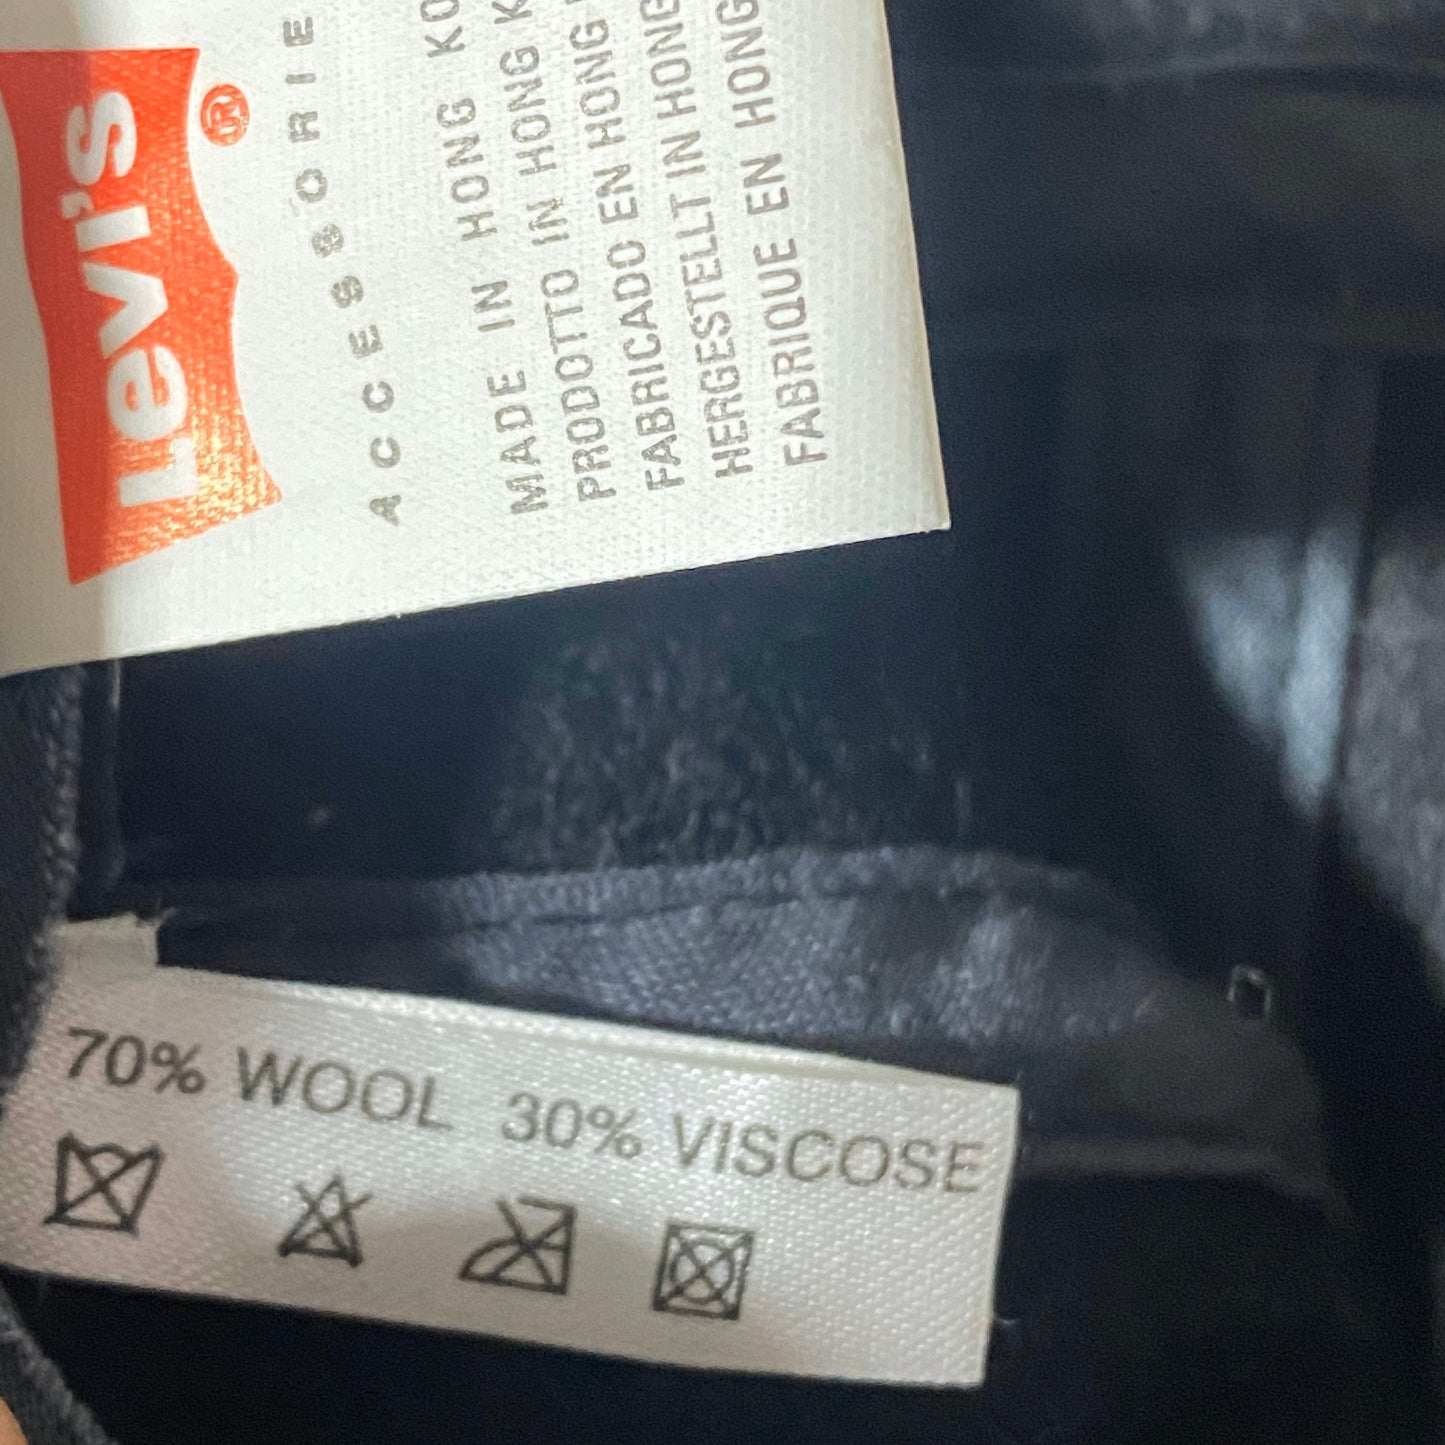 Levi's ®
ACCESSORIE
MADE IN HONG KO
PRODOTTO IN HONG K
FABRICADO EN HONG
HERGESTELLT IN HONG
FABRIQUE EN HONG
70% WOOL 30% VISCOSE